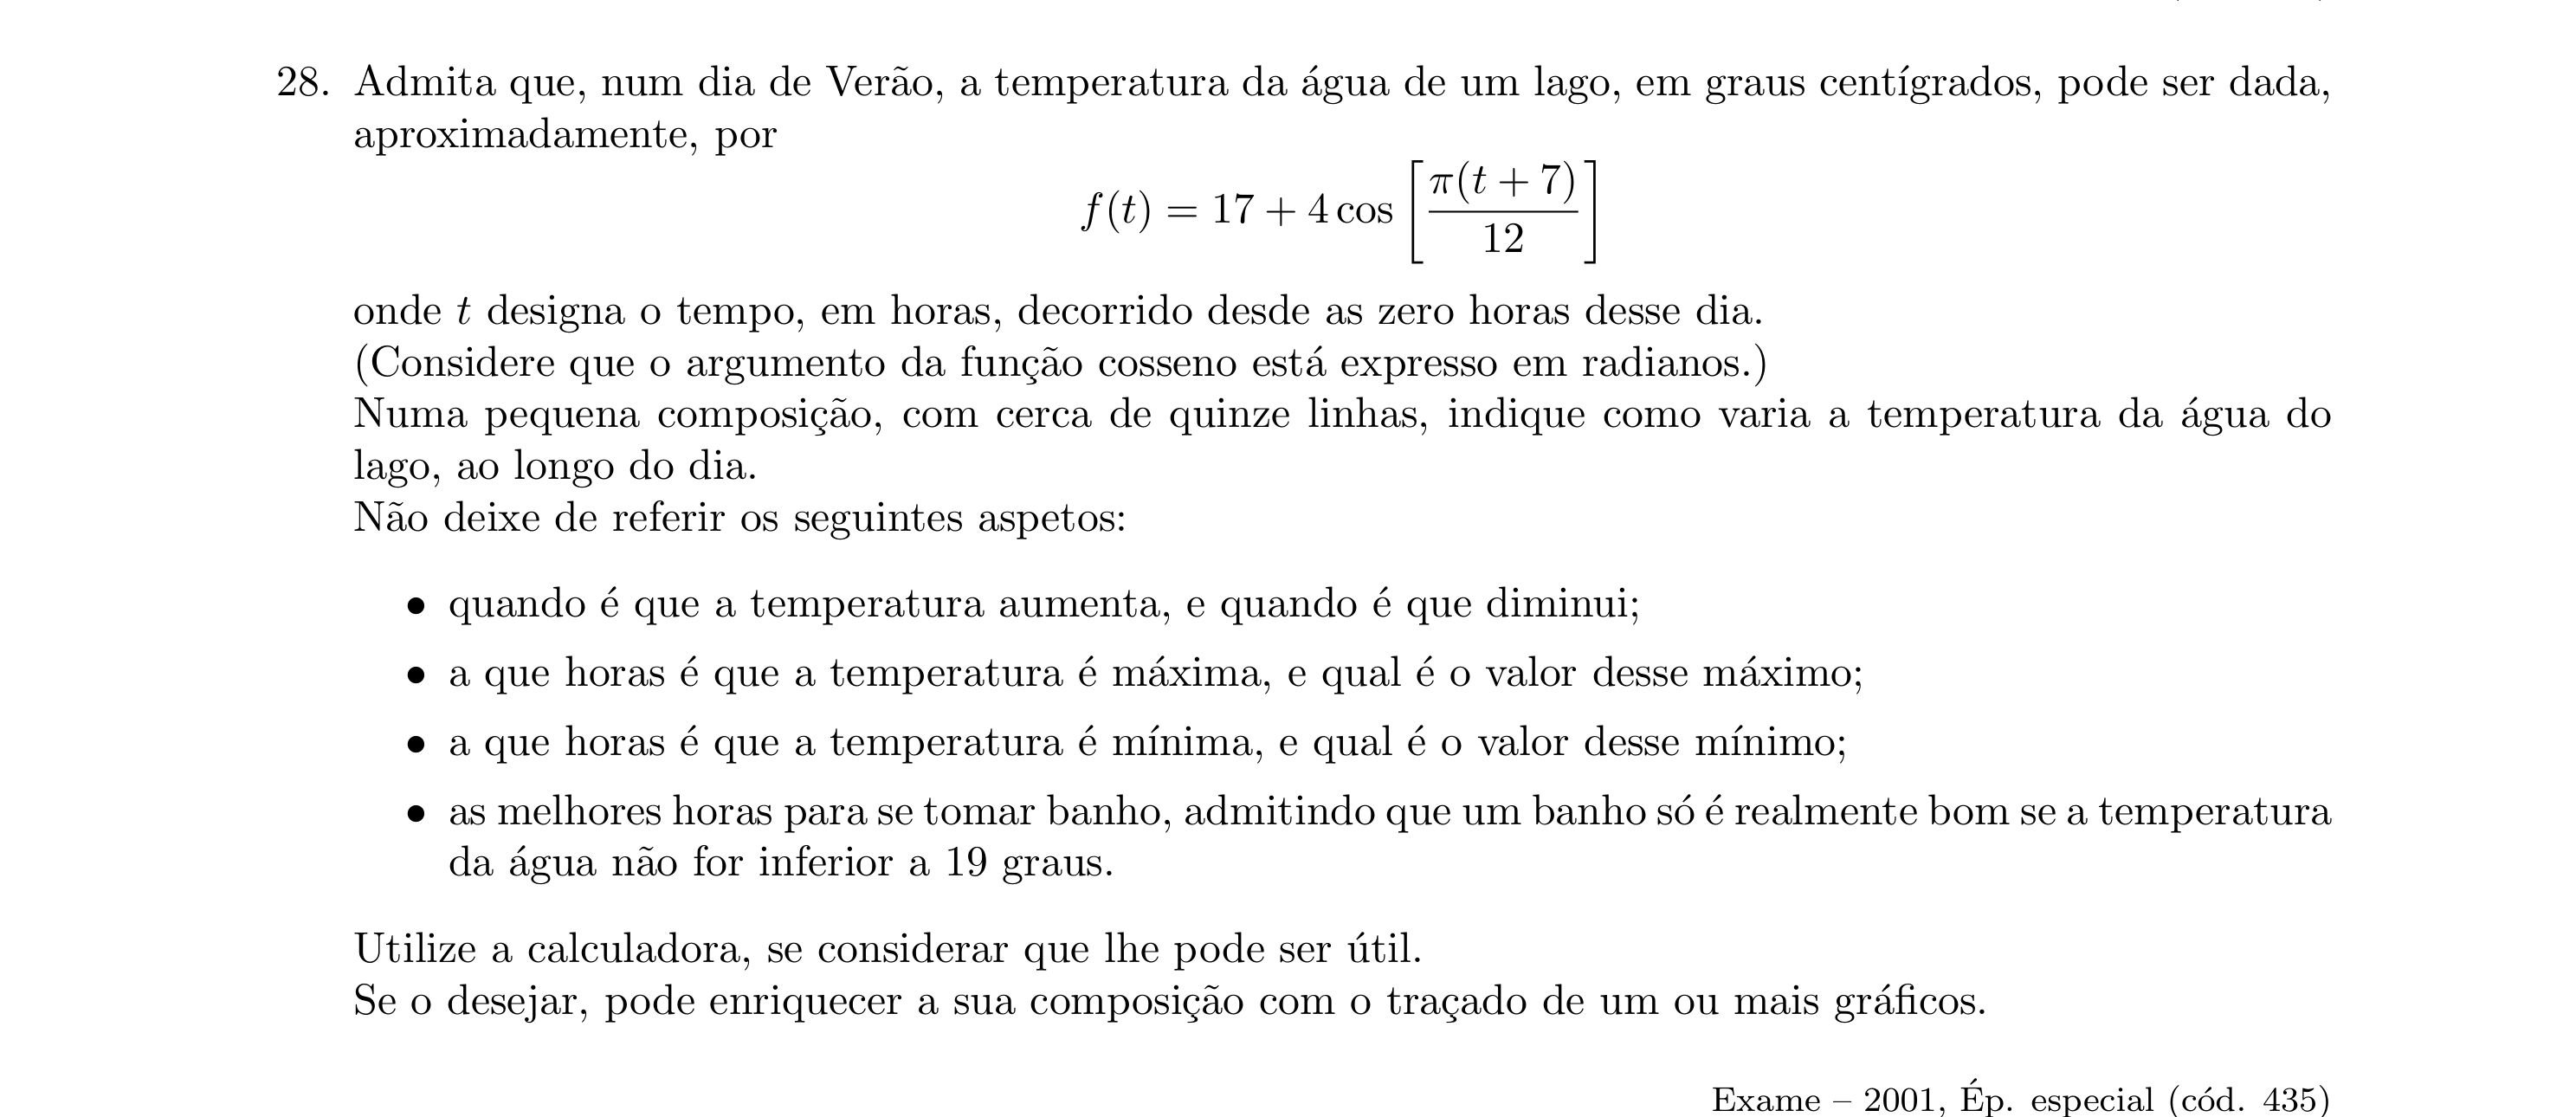 28. Admita que, num dia de Verão, a temperatura da água de um lago, em graus centígrados, pode ser dada,
aproximadamente, por
f(t) = 17 + 4 cos [π(t + 7)/12]
onde t designa o tempo, em horas, decorrido desde as zero horas desse dia.
(Considere que o argumento da função cosseno está expresso em radianos.)
Numa pequena composição, com cerca de quinze linhas, indique como varia a temperatura da água do
lago, ao longo do dia.
Não deixe de referir os seguintes aspetos:
• quando é que a temperatura aumenta, e quando é que diminui;
• a que horas é que a temperatura é máxima, e qual é o valor desse máximo;
• a que horas é que a temperatura é mínima, e qual é o valor desse mínimo;
• as melhores horas para se tomar banho, admitindo que um banho só é realmente bom se a temperatura
da água não for inferior a 19 graus.
Utilize a calculadora, se considerar que lhe pode ser útil.
Se o desejar, pode enriquecer a sua composição com o traçado de um ou mais gráficos.
Exame – 2001, Ép. especial (cód. 435)